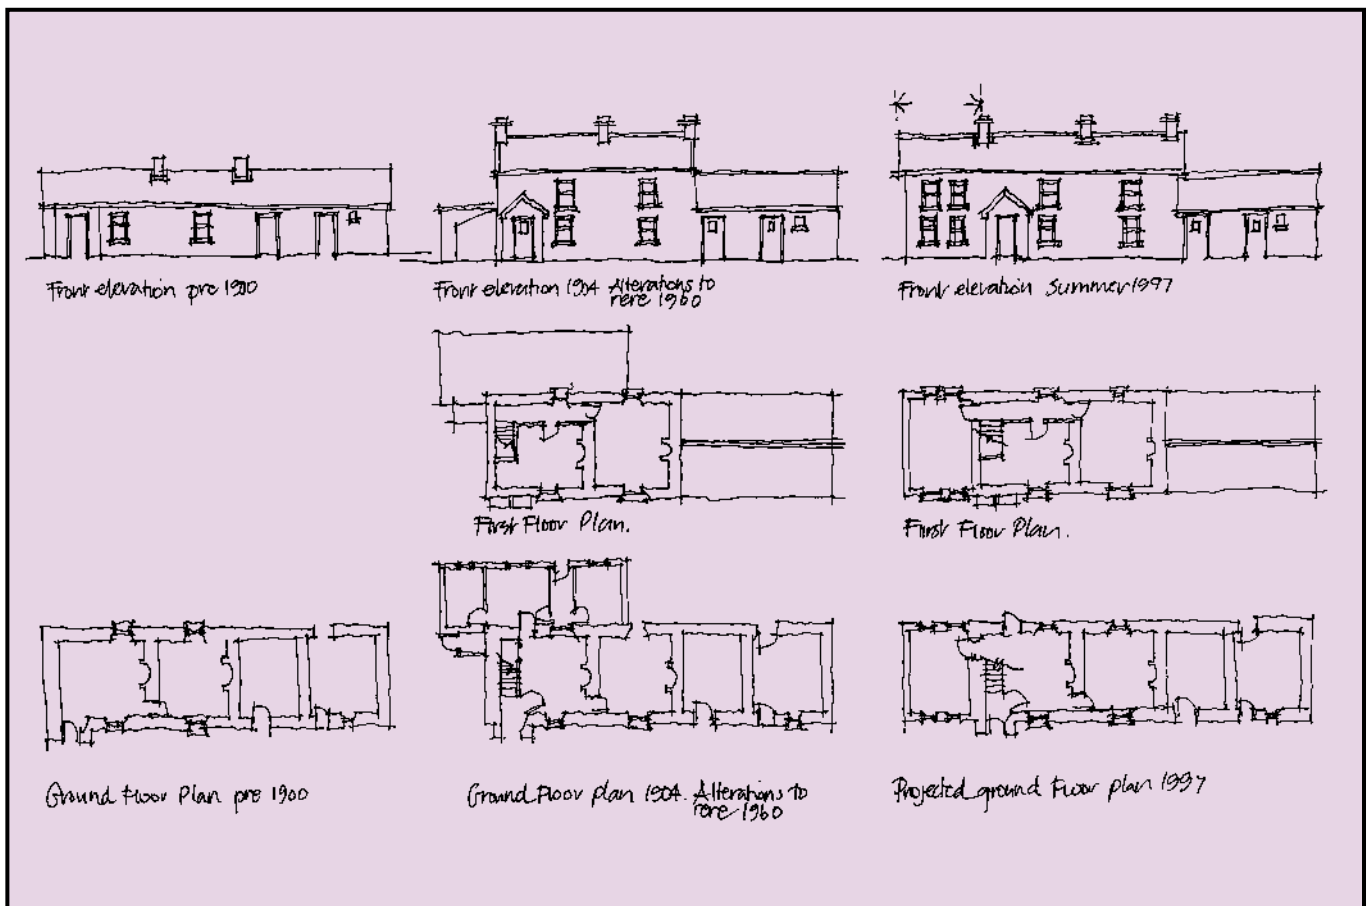 Front elevation pre 1900
Front elevation 1904 Alterations to
rere 1960
Front elevation Summer 1997
First Floor Plan.
First Floor Plan.
Ground Floor Plan pre 1900
Ground Floor plan 1904. Alterations to
rere 1960
Projected ground Floor plan 1997